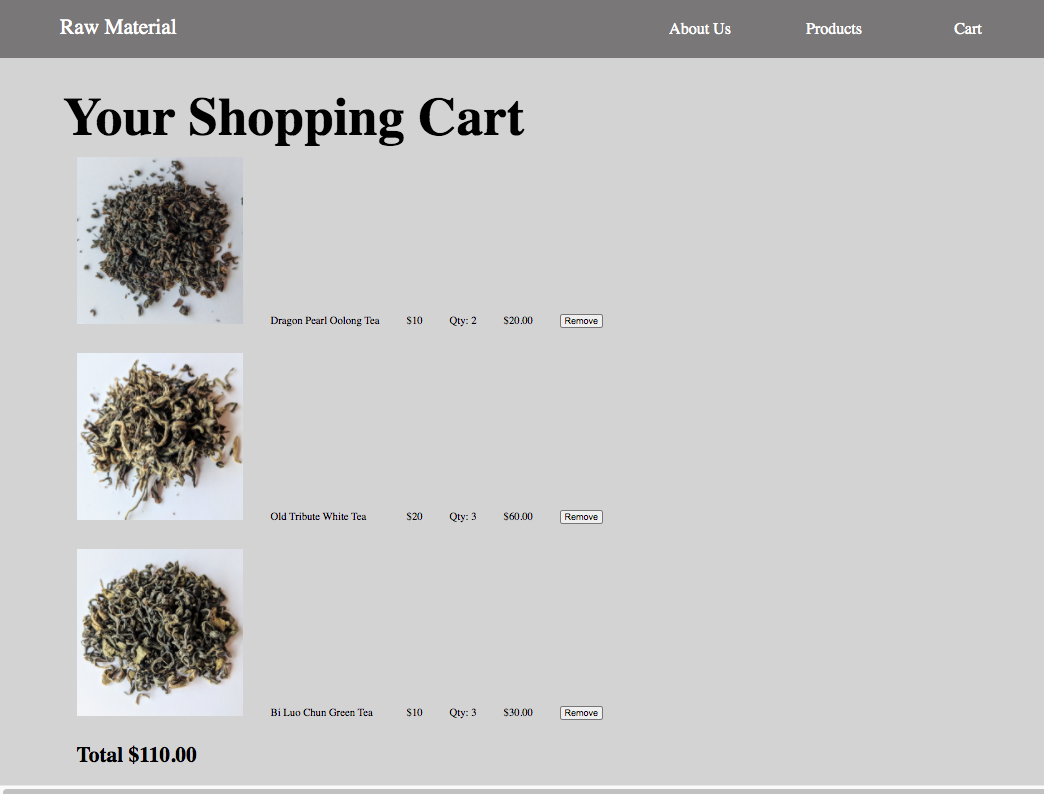 Raw Material About Us Products Cart
Your Shopping Cart
Dragon Pearl Oolong Tea $10 Qty: 2 $20.00 Remove
Old Tribute White Tea $20 Qty: 3 $60.00 Remove
Bi Luo Chun Green Tea $10 Qty: 3 $30.00 Remove
Total $110.00